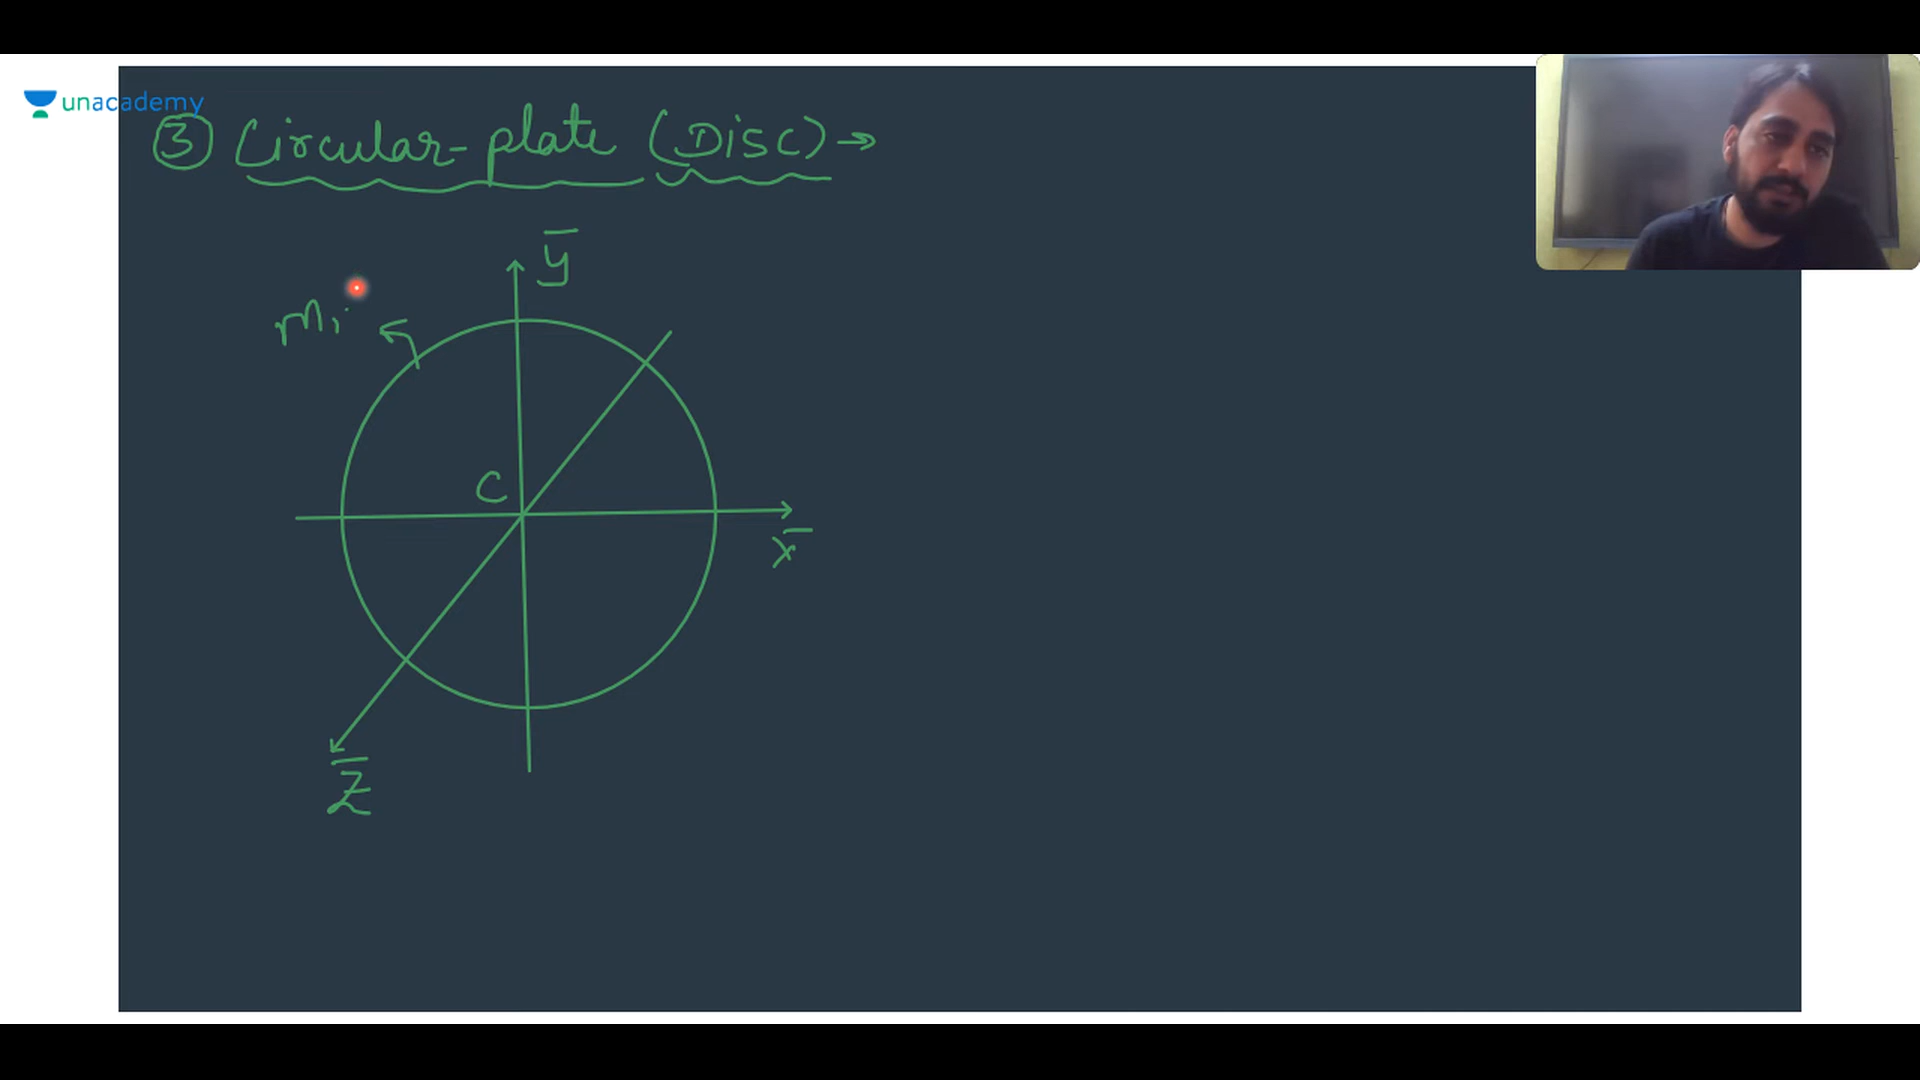 unacademy
③ Circular-plate (Disc) →
y̅
mi
C
x̅
z̅